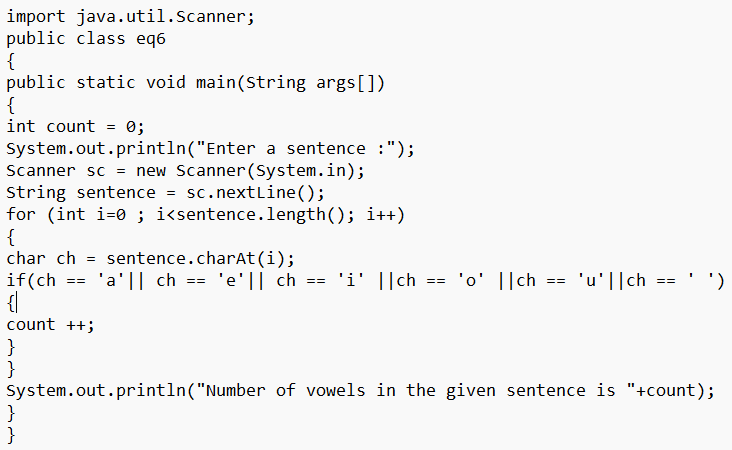 import java.util.Scanner;
public class eq6
{
public static void main(String args[])
{
int count = 0;
System.out.println("Enter a sentence :");
Scanner sc = new Scanner(System.in);
String sentence = sc.nextLine();
for (int i=0 ; i<sentence.length(); i++)
{
char ch = sentence.charAt(i);
if(ch == 'a'|| ch == 'e'|| ch == 'i' ||ch == 'o' ||ch == 'u'||ch == ' ')
{
count ++;
}
}
System.out.println("Number of vowels in the given sentence is "+count);
}
}